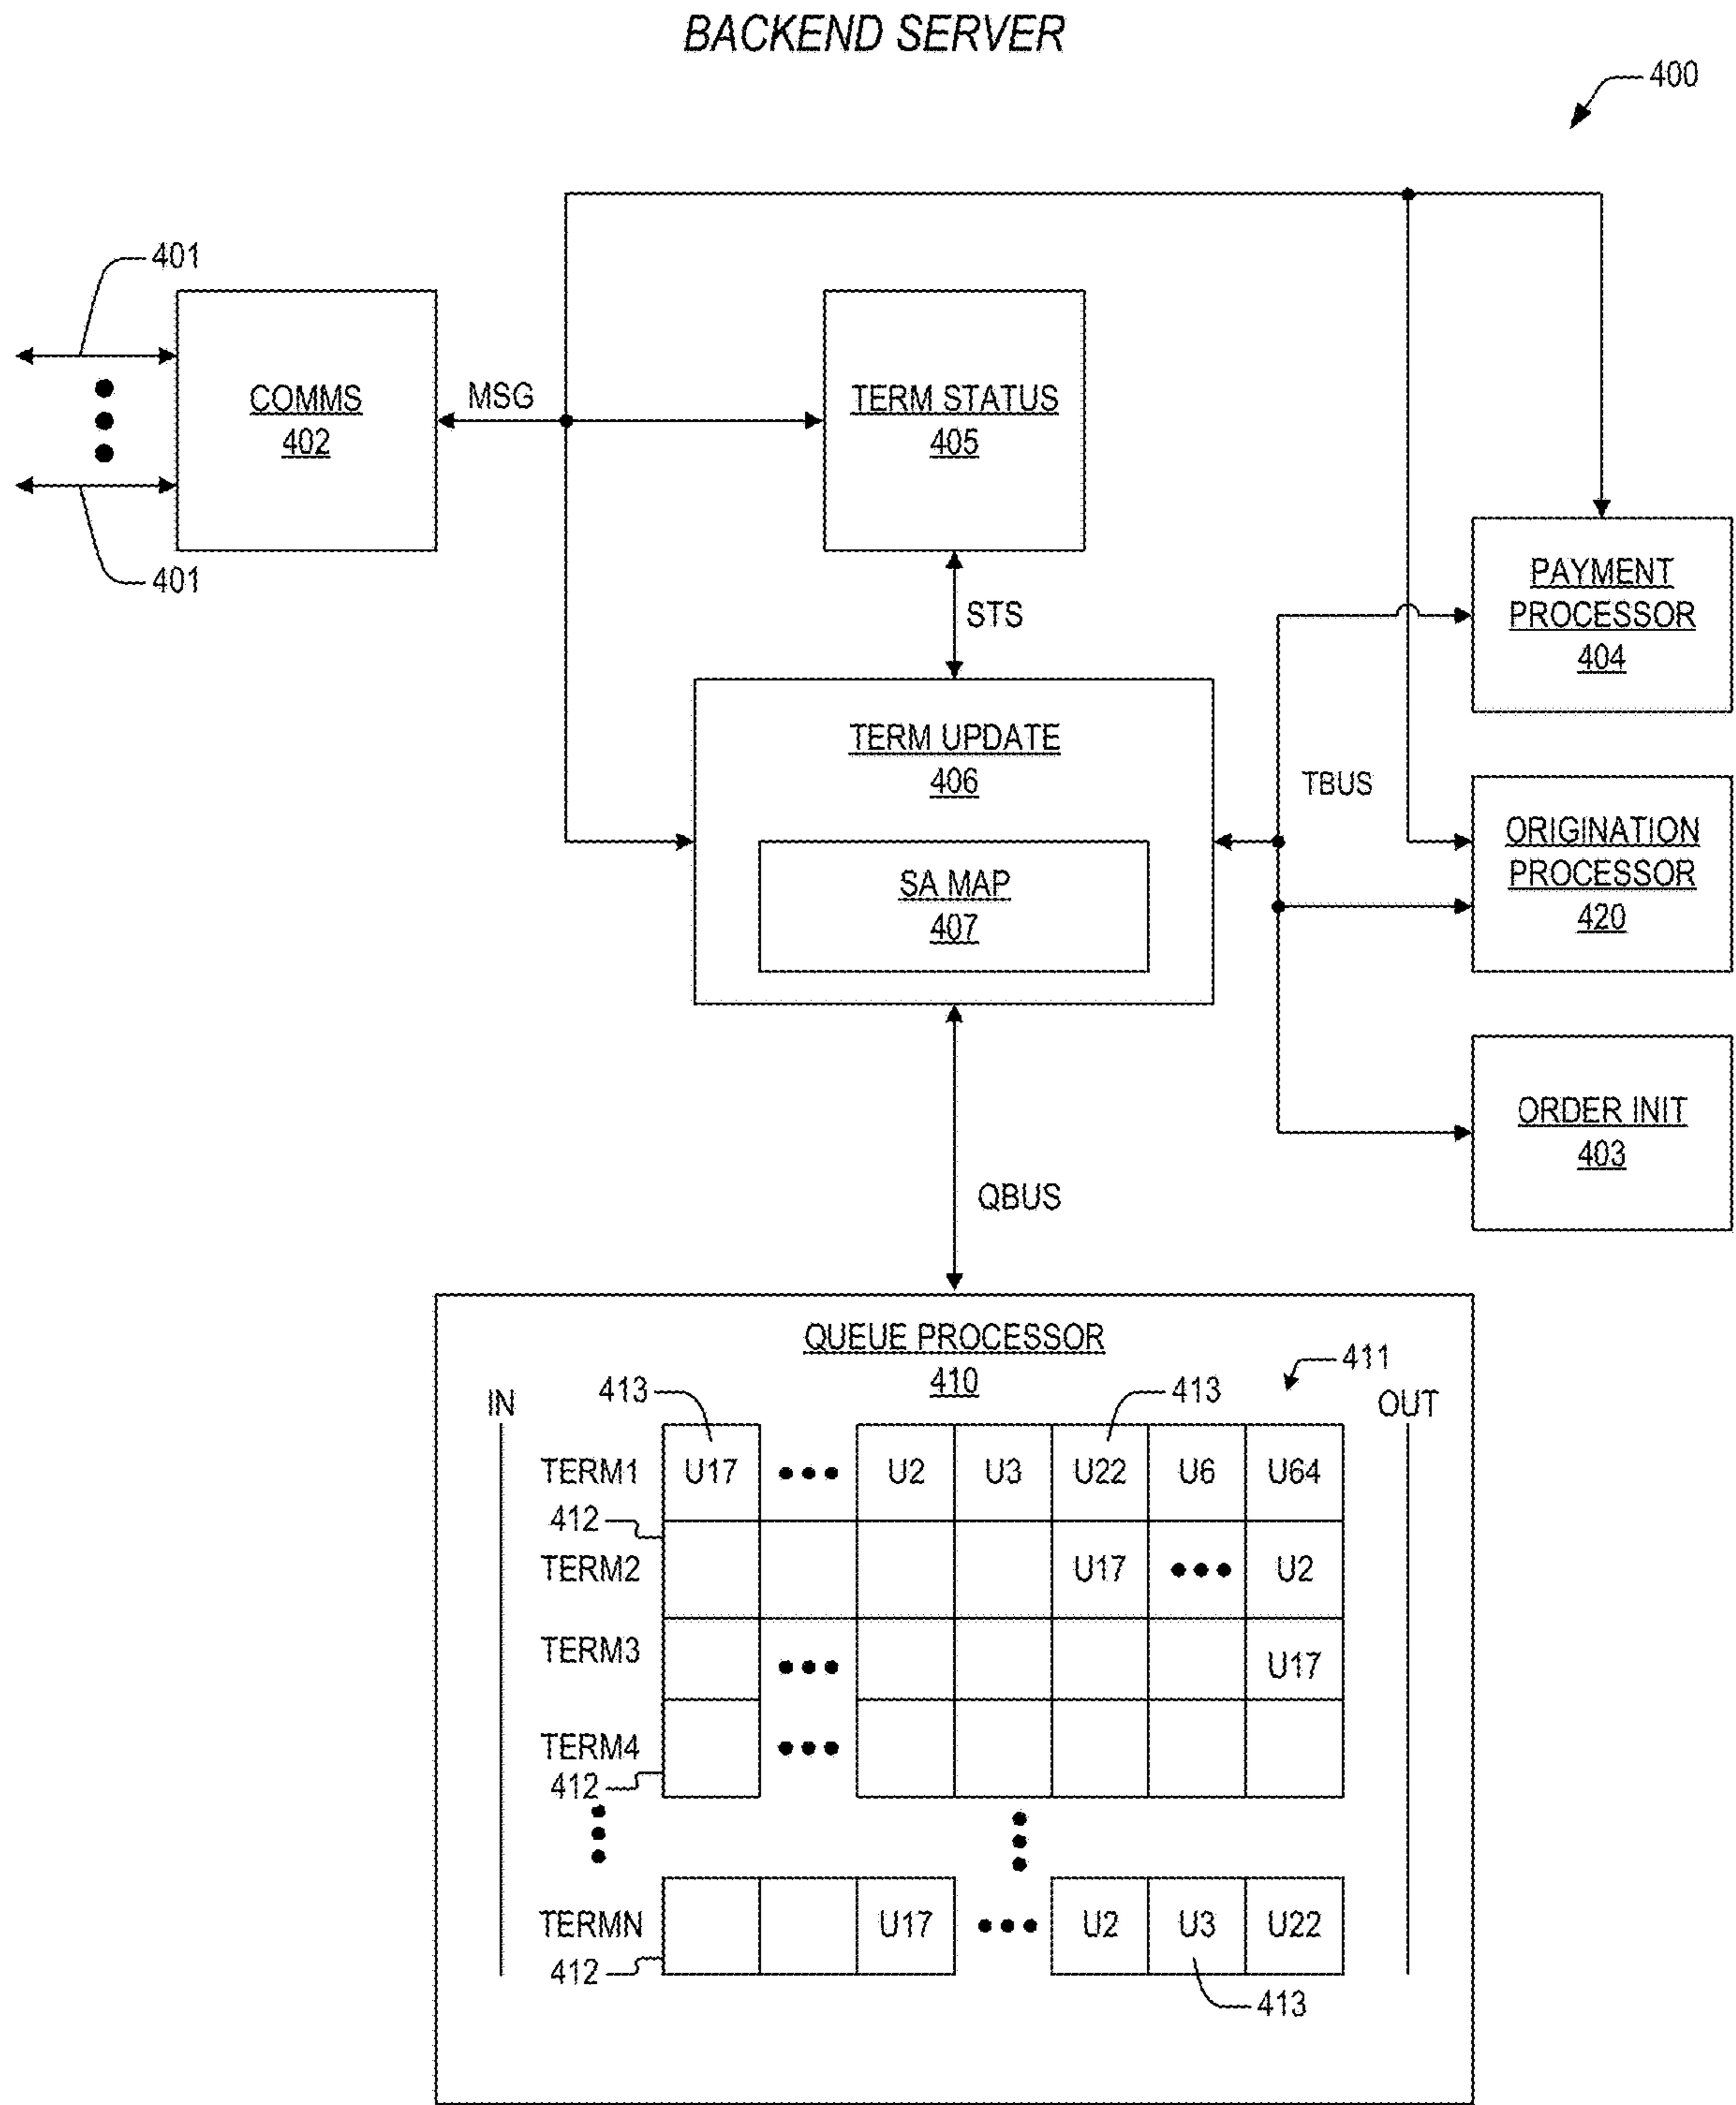 BACKEND SERVER
400
401
COMMS
402
MSG
TERM STATUS
405
401
STS
PAYMENT
PROCESSOR
404
TERM UPDATE
406
TBUS
SA MAP
407
ORIGINATION
PROCESSOR
420
ORDER INIT
403
QBUS
QUEUE PROCESSOR
410
411
413
413
IN
OUT
TERM1 U17 ••• U2 U3 U22 U6 U64
412
TERM2 U17 ••• U2
TERM3 ••• U17
TERM4 •••
412
TERMN U17 ••• U2 U3 U22
412
413